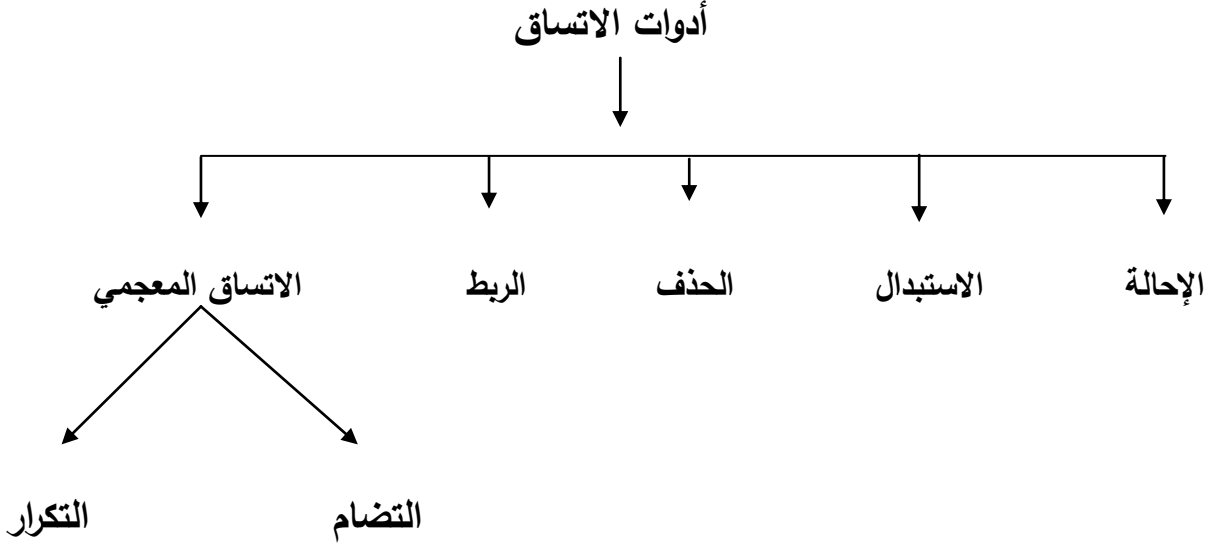 أدوات الاتساق
الإحالة الاستبدال الحذف الربط الاتساق المعجمي
التضام التكرار